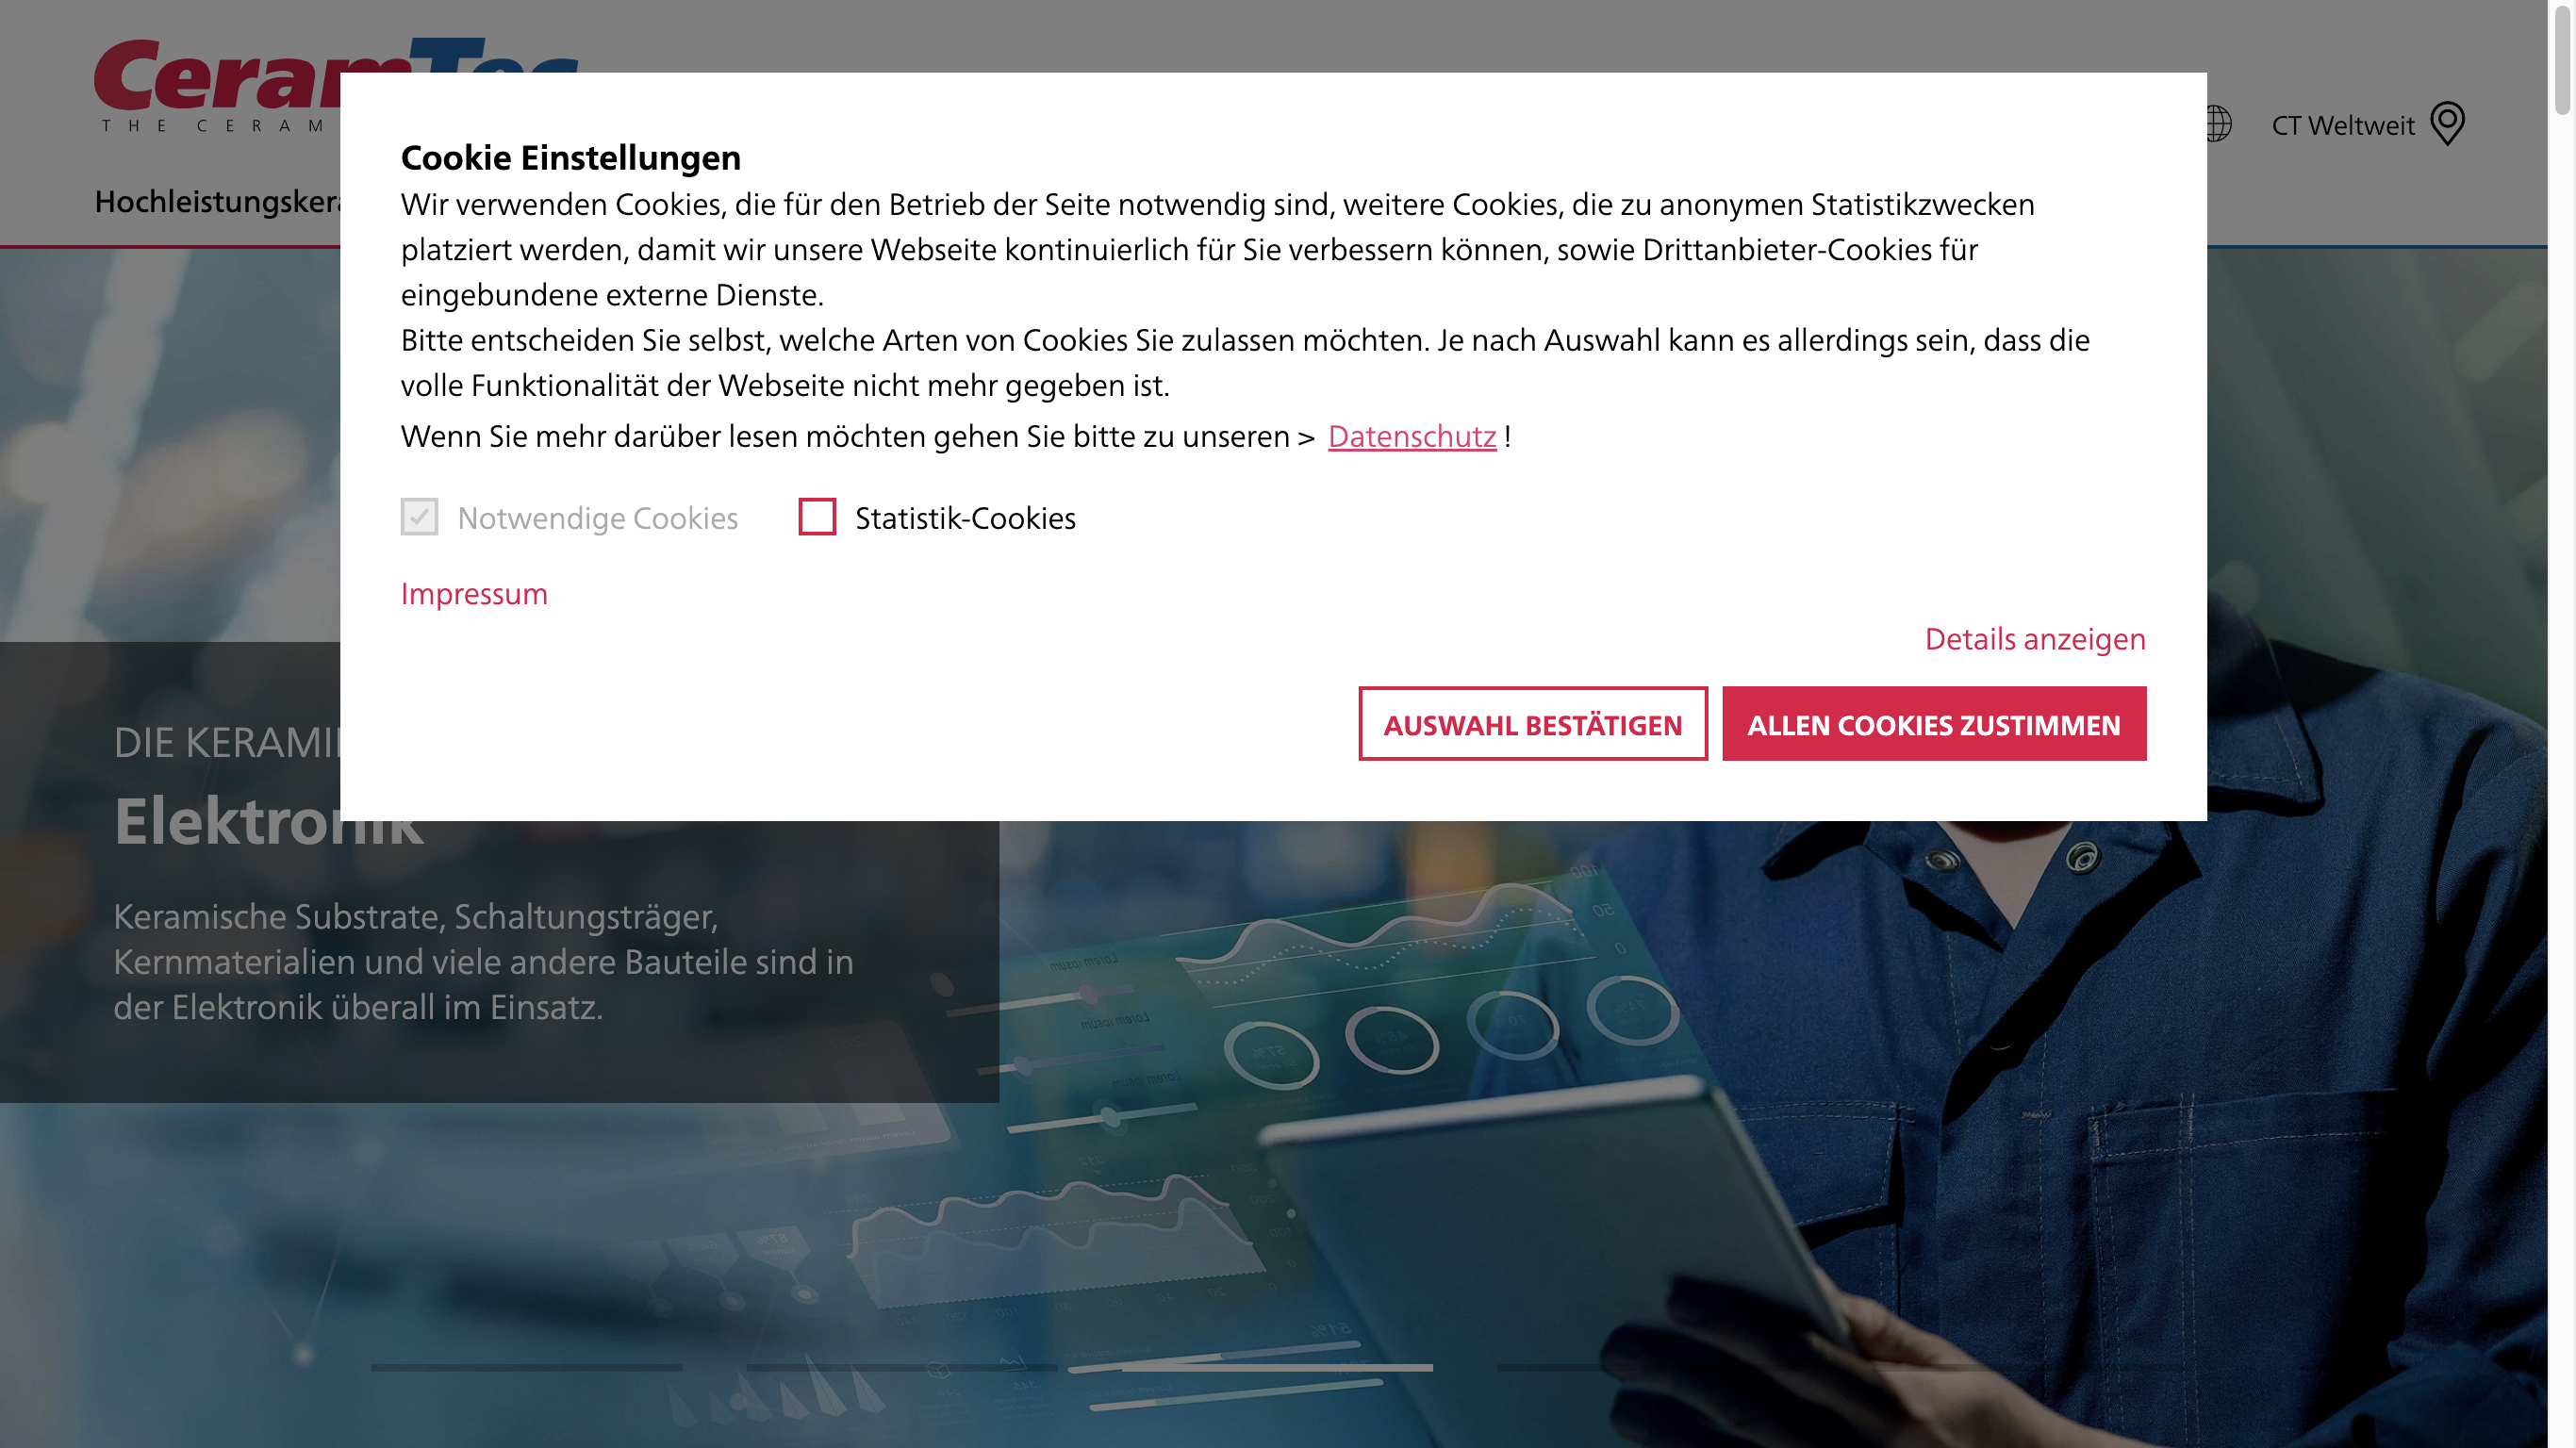 Ceram
THE CERAM
CT Weltweit
Hochleistungskera
Cookie Einstellungen
Wir verwenden Cookies, die für den Betrieb der Seite notwendig sind, weitere Cookies, die zu anonymen Statistikzwecken
platziert werden, damit wir unsere Webseite kontinuierlich für Sie verbessern können, sowie Drittanbieter-Cookies für
eingebundene externe Dienste.
Bitte entscheiden Sie selbst, welche Arten von Cookies Sie zulassen möchten. Je nach Auswahl kann es allerdings sein, dass die
volle Funktionalität der Webseite nicht mehr gegeben ist.
Wenn Sie mehr darüber lesen möchten gehen Sie bitte zu unseren > Datenschutz !
Notwendige Cookies
Statistik-Cookies
Impressum
Details anzeigen
AUSWAHL BESTÄTIGEN
ALLEN COOKIES ZUSTIMMEN
DIE KERAMI
Elektronik
Keramische Substrate, Schaltungsträger,
Kernmaterialien und viele andere Bauteile sind in
der Elektronik überall im Einsatz.